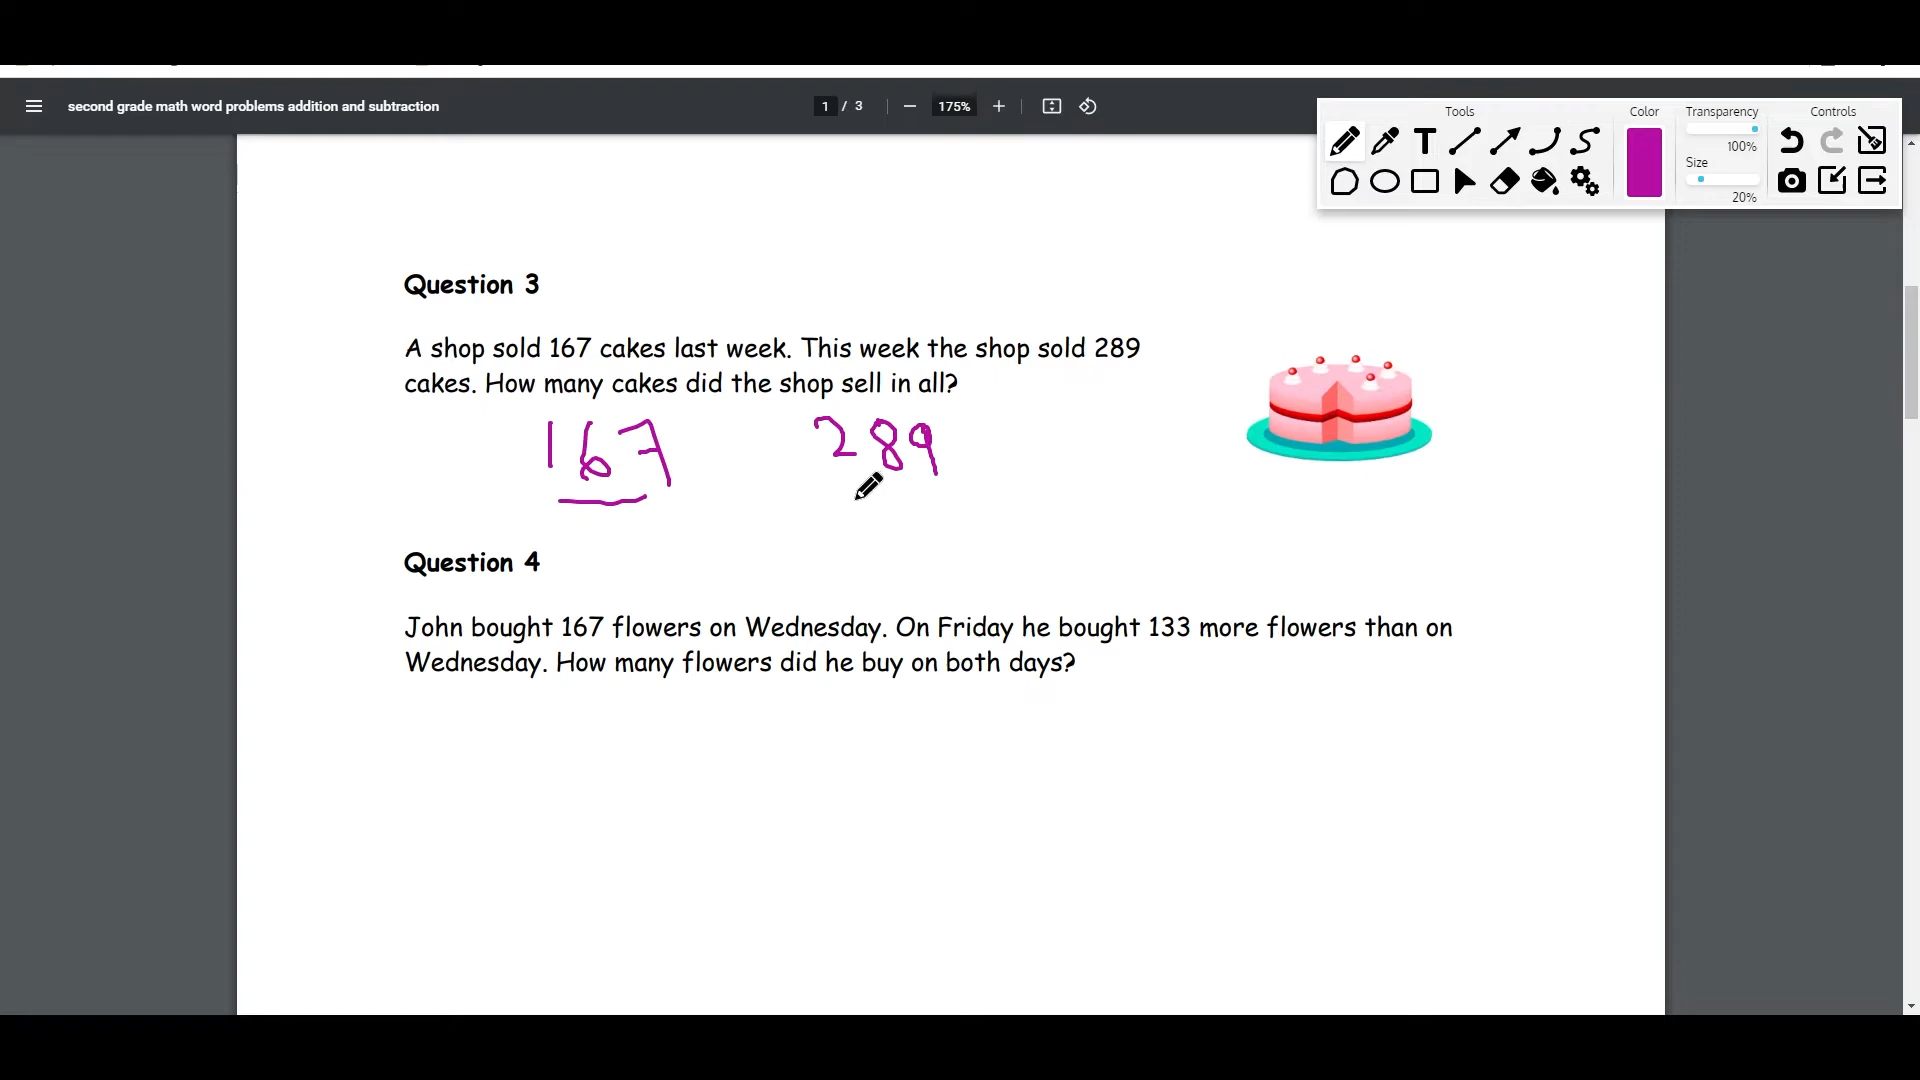 second grade math word problems addition and subtraction
1 / 3
175%
Tools
Color
Transparency
Controls
100%
Size
20%
T
Question 3
A shop sold 167 cakes last week. This week the shop sold 289
cakes. How many cakes did the shop sell in all?
167 289
Question 4
John bought 167 flowers on Wednesday. On Friday he bought 133 more flowers than on
Wednesday. How many flowers did he buy on both days?